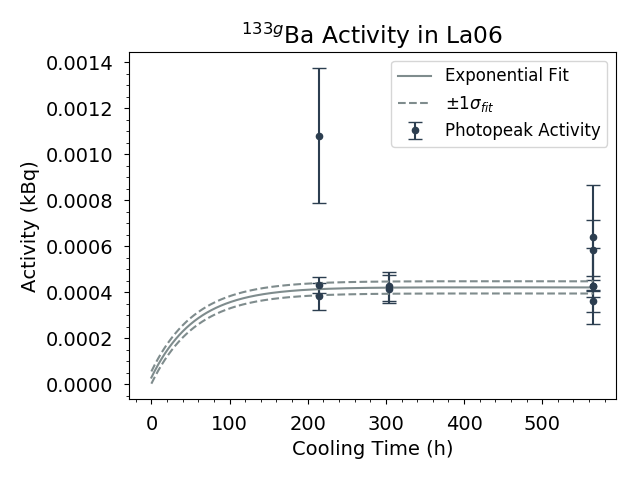 ¹³³ᵍBa Activity in La06
Exponential Fit
±1σfit
Photopeak Activity
Activity (kBq)
0.0014
0.0012
0.0010
0.0008
0.0006
0.0004
0.0002
0.0000
0 100 200 300 400 500
Cooling Time (h)